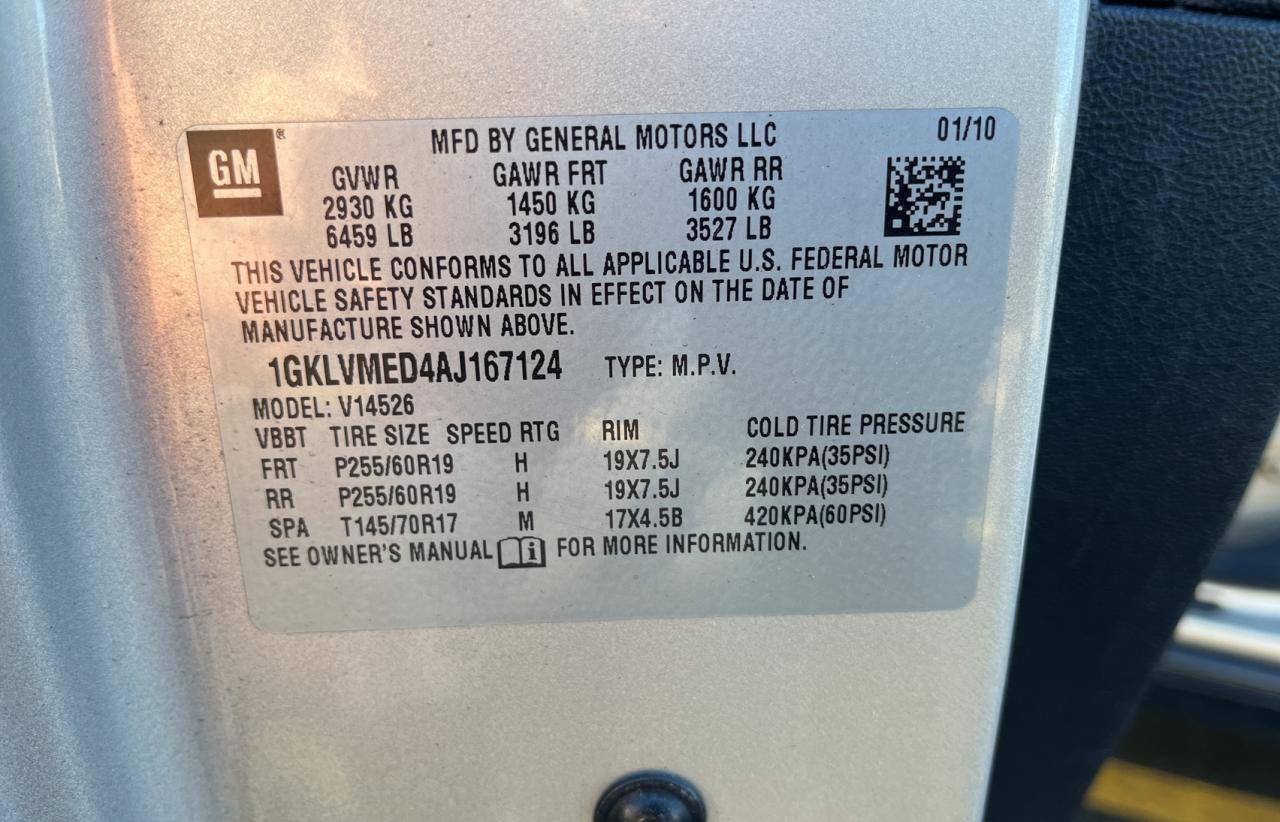 GM ® MFD BY GENERAL MOTORS LLC 01/10
GVWR GAWR FRT GAWR RR
2930 KG 1450 KG 1600 KG
6459 LB 3196 LB 3527 LB
THIS VEHICLE CONFORMS TO ALL APPLICABLE U.S. FEDERAL MOTOR
VEHICLE SAFETY STANDARDS IN EFFECT ON THE DATE OF
MANUFACTURE SHOWN ABOVE.
1GKLVMED4AJ167124 TYPE: M.P.V.
MODEL: V14526
VBBT TIRE SIZE SPEED RTG RIM COLD TIRE PRESSURE
FRT P255/60R19 H 19X7.5J 240KPA(35PSI)
RR P255/60R19 H 19X7.5J 240KPA(35PSI)
SPA T145/70R17 M 17X4.5B 420KPA(60PSI)
SEE OWNER'S MANUAL i FOR MORE INFORMATION.